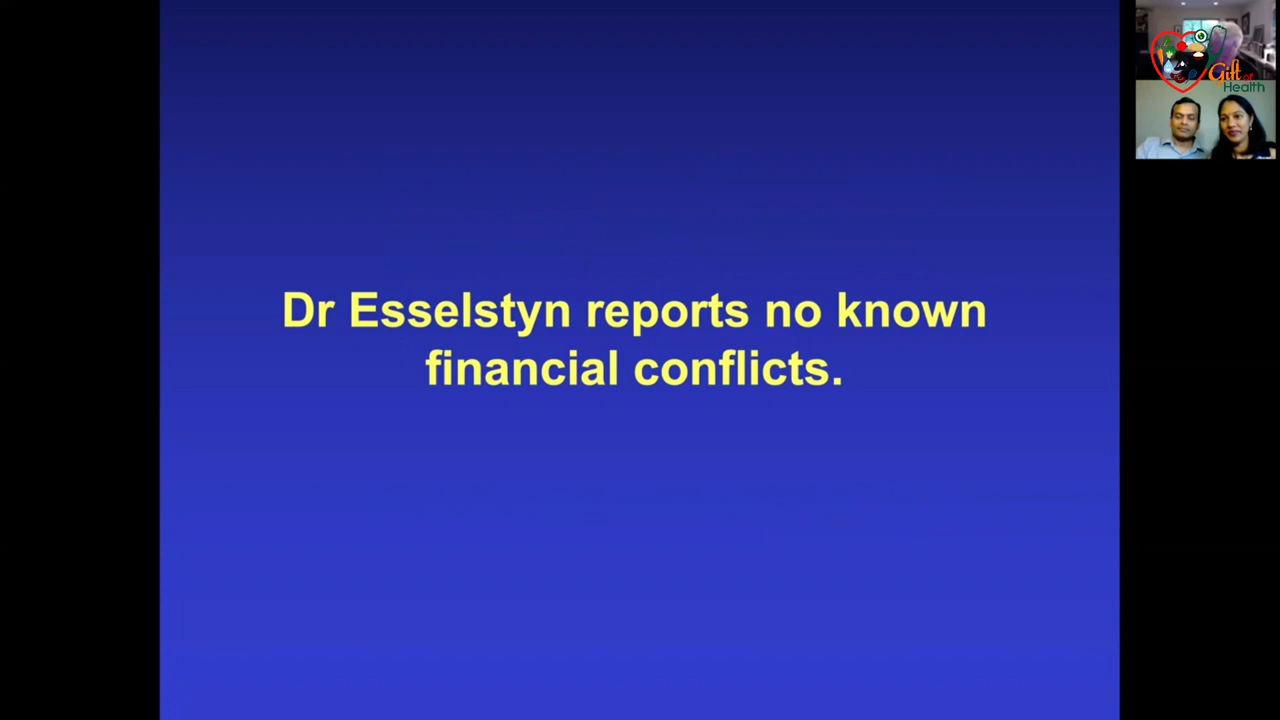 Dr Esselstyn reports no known
financial conflicts.
Gift of
Health